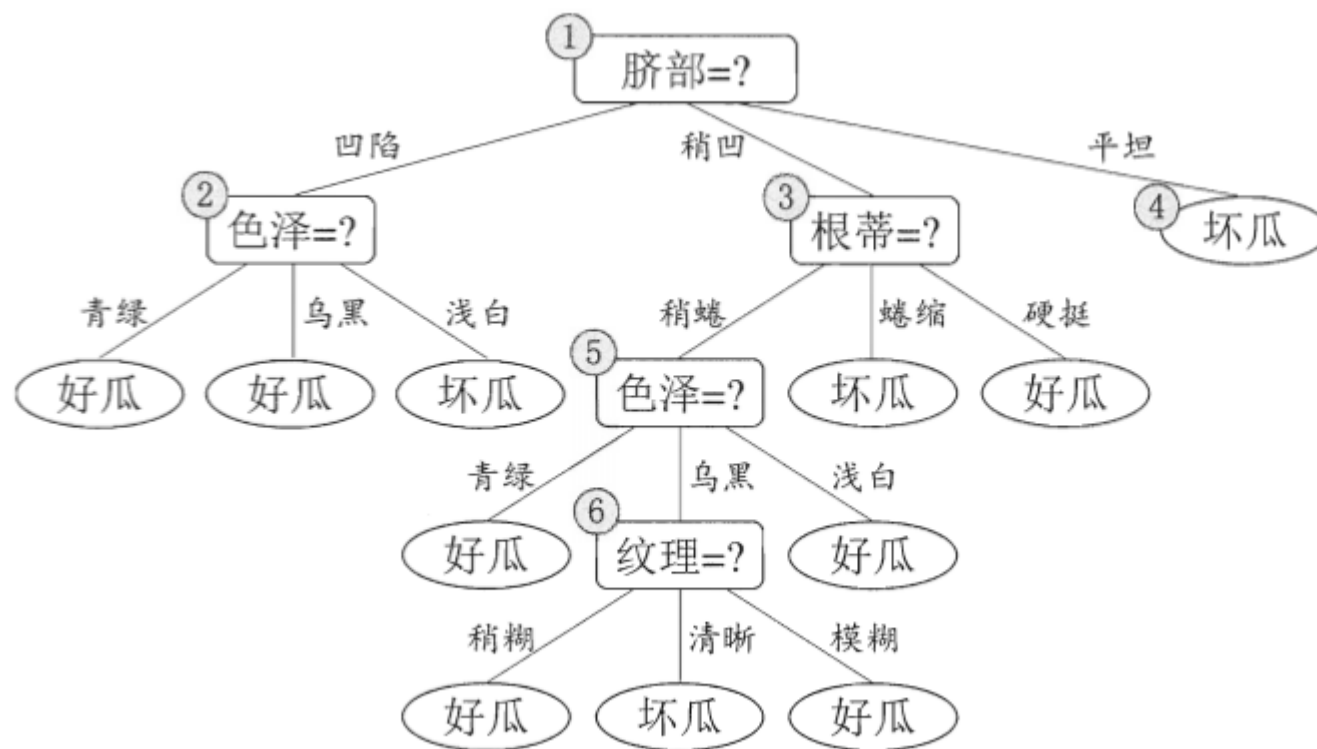 ①
脐部=?
凹陷 稍凹 平坦
② ③ ④
色泽=? 根蒂=? 坏瓜
青绿 乌黑 浅白 稍蜷 蜷缩 硬挺
⑤
好瓜 好瓜 坏瓜 色泽=? 坏瓜 好瓜
青绿 乌黑 浅白
⑥
好瓜 纹理=? 好瓜
稍糊 清晰 模糊
好瓜 坏瓜 好瓜